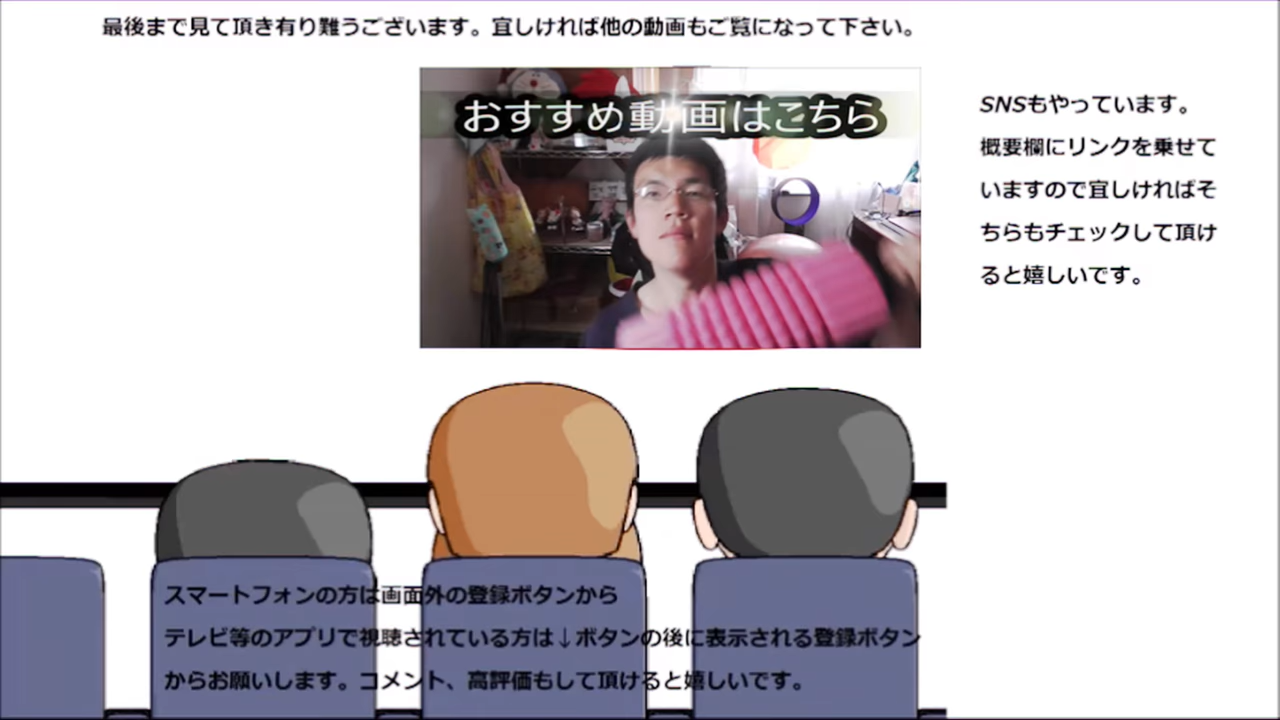 最後まで見て頂き有り難うございます。宜しければ他の動画もご覧になって下さい。
おすすめ動画はこちら
SNSもやっています。
概要欄にリンクを乗せて
いますので宜しければそ
ちらもチェックして頂け
ると嬉しいです。
スマートフォンの方は画面外の登録ボタンから
テレビ等のアプリで視聴されている方は↓ボタンの後に表示される登録ボタン
からお願いします。コメント、高評価もして頂けると嬉しいです。